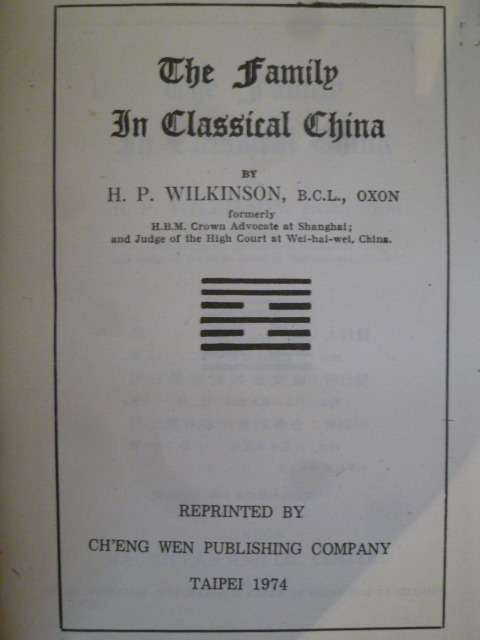 The Family
In Classical China
BY
H. P. WILKINSON, B.C.L., OXON
formerly
H.B.M. Crown Advocate at Shanghai;
and Judge of the High Court at Wei-hai-wei, China.
REPRINTED BY
CH'ENG WEN PUBLISHING COMPANY
TAIPEI 1974